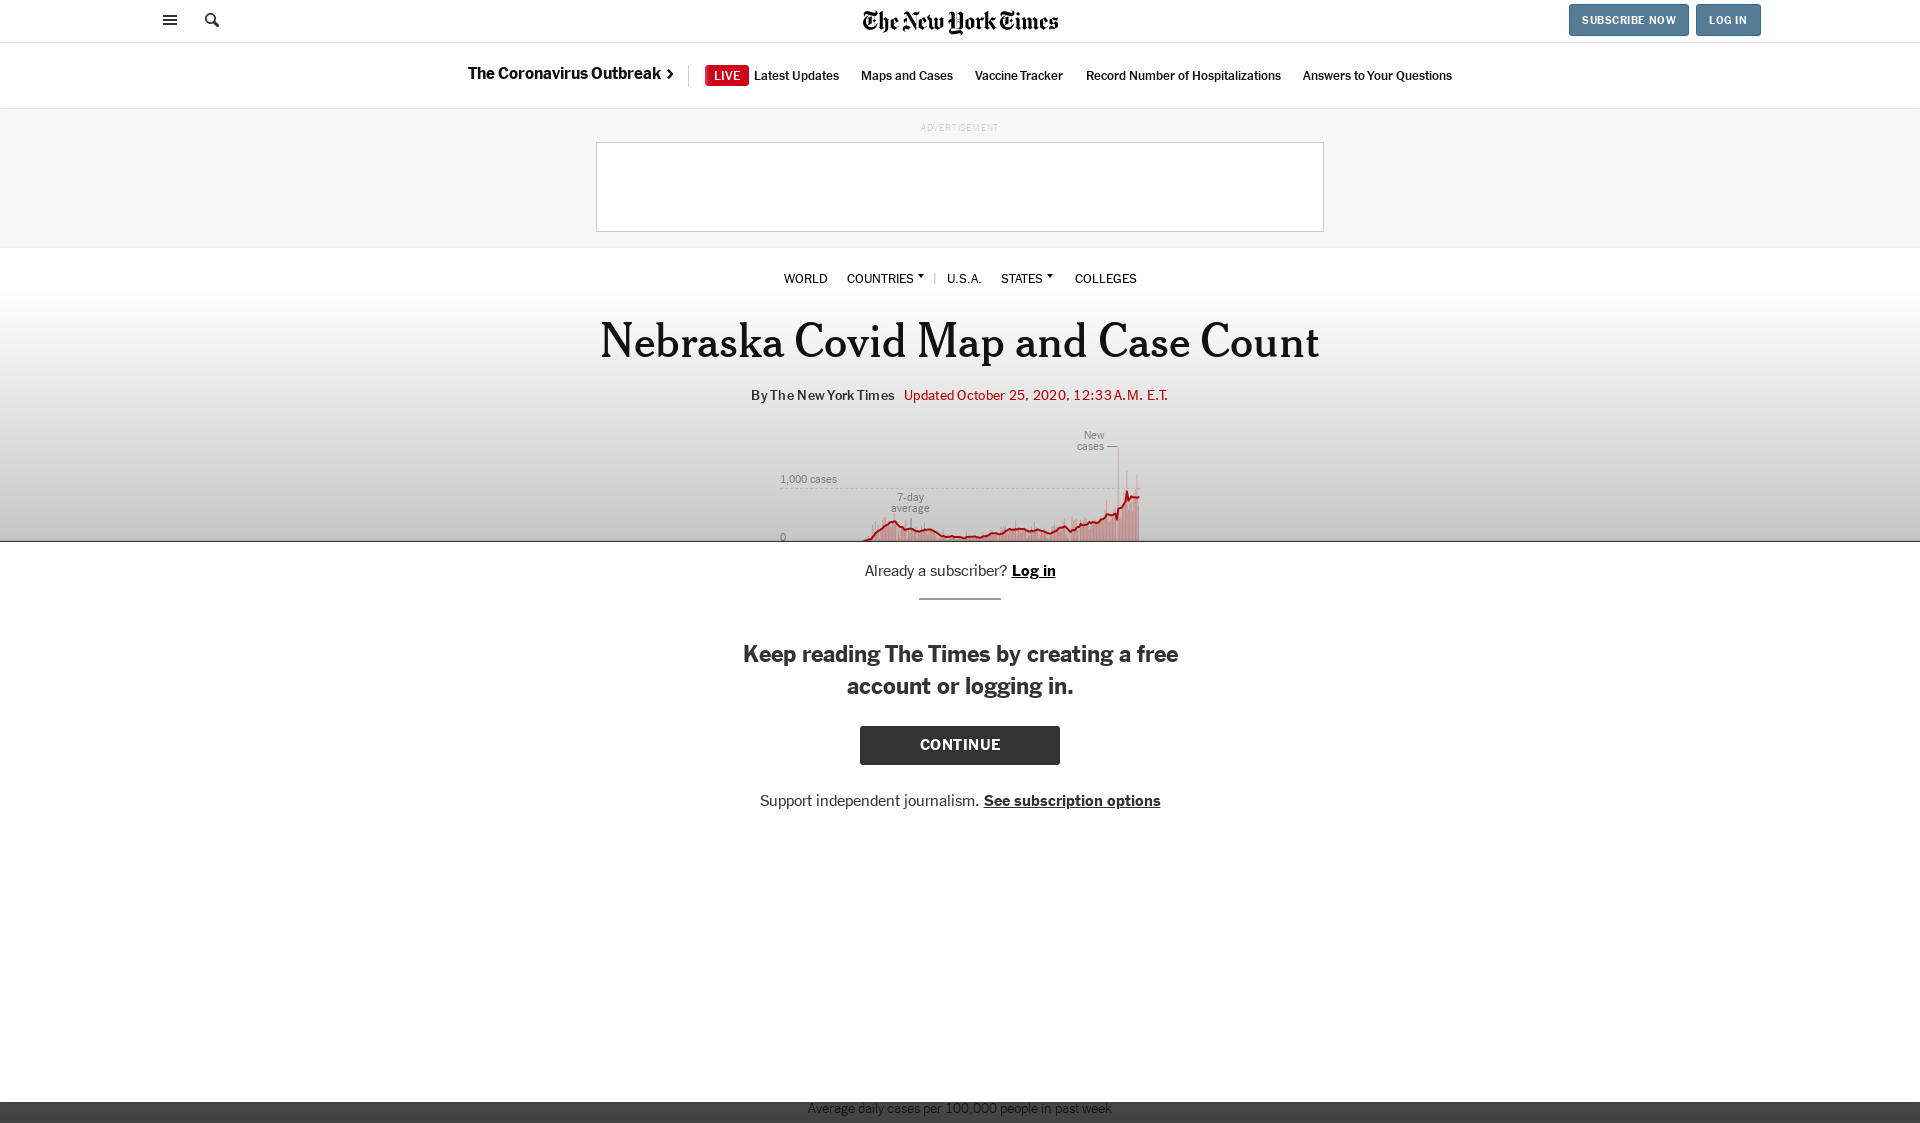 The New York Times
SUBSCRIBE NOW
LOG IN
The Coronavirus Outbreak
LIVE Latest Updates
Maps and Cases
Vaccine Tracker
Record Number of Hospitalizations
Answers to Your Questions
ADVERTISEMENT
WORLD
COUNTRIES
U.S.A.
STATES
COLLEGES
Nebraska Covid Map and Case Count
By The New York Times Updated October 25, 2020, 12:33 A.M. E.T.
New
cases
1,000 cases
7-day
average
0
Already a subscriber? Log in
Keep reading The Times by creating a free
account or logging in.
CONTINUE
Support independent journalism. See subscription options
Average daily cases per 100,000 people in past week